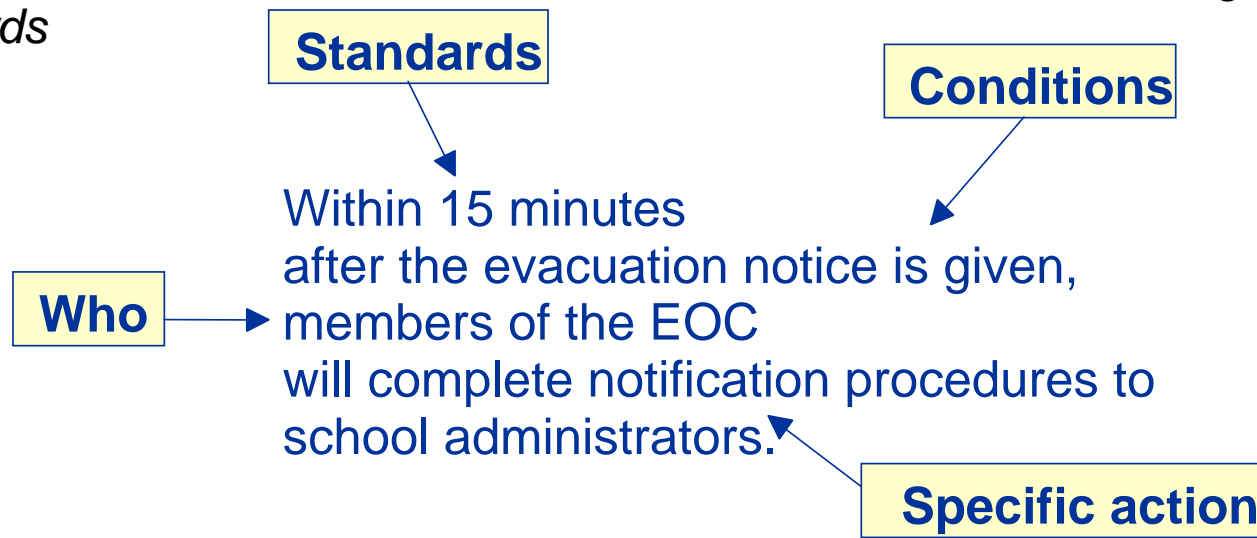 Standards
Conditions
Within 15 minutes
after the evacuation notice is given,
Who
members of the EOC
will complete notification procedures to
school administrators.
Specific action